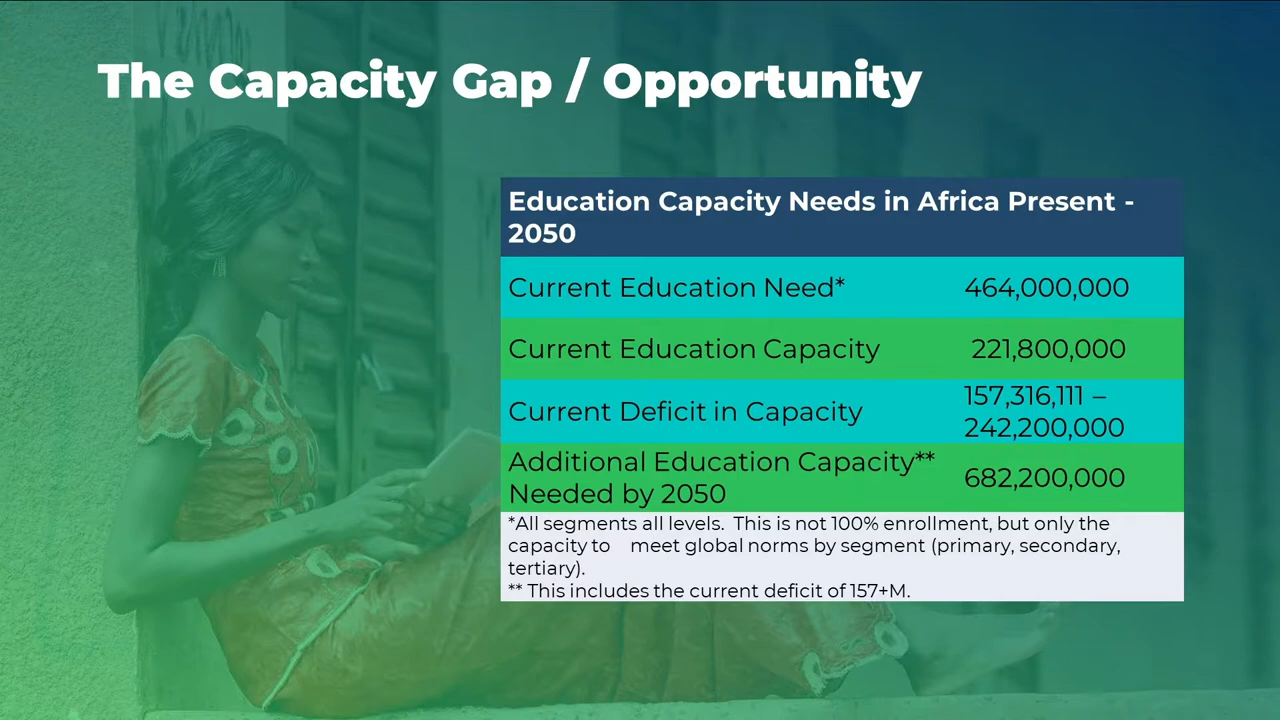 The Capacity Gap / Opportunity
Education Capacity Needs in Africa Present -
2050
Current Education Need* 464,000,000
Current Education Capacity 221,800,000
Current Deficit in Capacity 157,316,111 –
242,200,000
Additional Education Capacity**
Needed by 2050 682,200,000
*All segments all levels. This is not 100% enrollment, but only the
capacity to meet global norms by segment (primary, secondary,
tertiary).
** This includes the current deficit of 157+M.